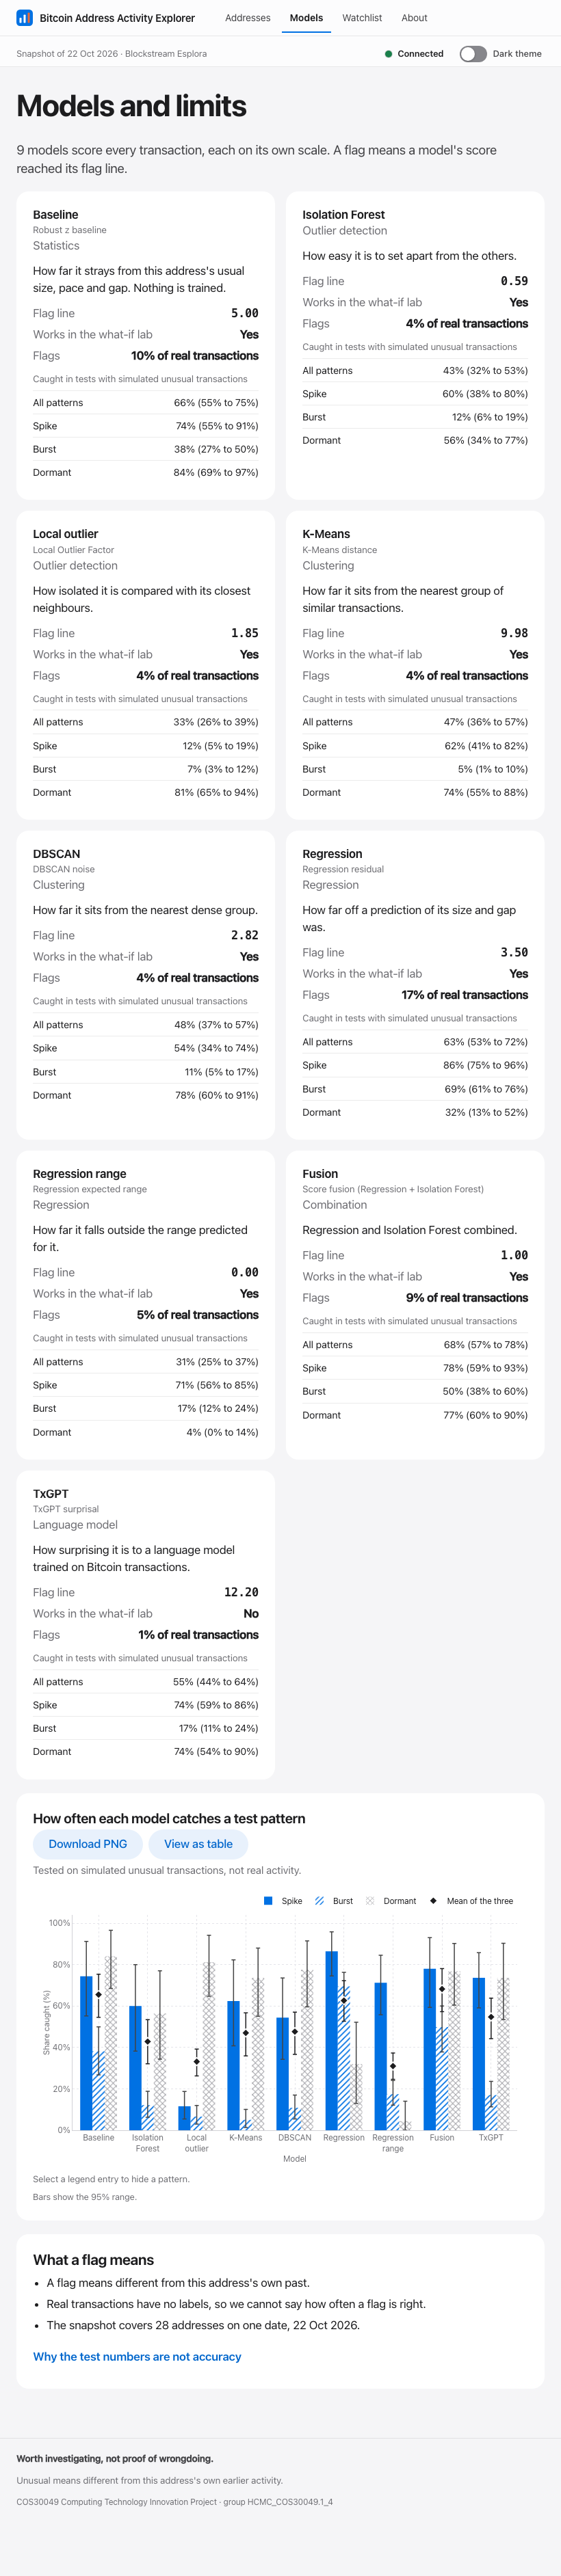 Bitcoin Address Activity Explorer
Addresses
Models
Watchlist
About
Snapshot of 22 Oct 2026 · Blockstream Esplora
Connected
Dark theme
Models and limits
9 models score every transaction, each on its own scale. A flag means a model's score
reached its flag line.
Baseline
Robust z baseline
Statistics
How far it strays from this address's usual
size, pace and gap. Nothing is trained.
Flag line 5.00
Works in the what-if lab Yes
Flags 10% of real transactions
Caught in tests with simulated unusual transactions
All patterns 66% (55% to 75%)
Spike 74% (55% to 91%)
Burst 38% (27% to 50%)
Dormant 84% (69% to 97%)
Isolation Forest
Outlier detection
How easy it is to set apart from the others.
Flag line 0.59
Works in the what-if lab Yes
Flags 4% of real transactions
Caught in tests with simulated unusual transactions
All patterns 43% (32% to 53%)
Spike 60% (38% to 80%)
Burst 12% (6% to 19%)
Dormant 56% (34% to 77%)
Local outlier
Local Outlier Factor
Outlier detection
How isolated it is compared with its closest
neighbours.
Flag line 1.85
Works in the what-if lab Yes
Flags 4% of real transactions
Caught in tests with simulated unusual transactions
All patterns 33% (26% to 39%)
Spike 12% (5% to 19%)
Burst 7% (3% to 12%)
Dormant 81% (65% to 94%)
K-Means
K-Means distance
Clustering
How far it sits from the nearest group of
similar transactions.
Flag line 9.98
Works in the what-if lab Yes
Flags 4% of real transactions
Caught in tests with simulated unusual transactions
All patterns 47% (36% to 57%)
Spike 62% (41% to 82%)
Burst 5% (1% to 10%)
Dormant 74% (55% to 88%)
DBSCAN
DBSCAN noise
Clustering
How far it sits from the nearest dense group.
Flag line 2.82
Works in the what-if lab Yes
Flags 4% of real transactions
Caught in tests with simulated unusual transactions
All patterns 48% (37% to 57%)
Spike 54% (34% to 74%)
Burst 11% (5% to 17%)
Dormant 78% (60% to 91%)
Regression
Regression residual
Regression
How far off a prediction of its size and gap
was.
Flag line 3.50
Works in the what-if lab Yes
Flags 17% of real transactions
Caught in tests with simulated unusual transactions
All patterns 63% (53% to 72%)
Spike 86% (75% to 96%)
Burst 69% (61% to 76%)
Dormant 32% (13% to 52%)
Regression range
Regression expected range
Regression
How far it falls outside the range predicted
for it.
Flag line 0.00
Works in the what-if lab Yes
Flags 5% of real transactions
Caught in tests with simulated unusual transactions
All patterns 31% (25% to 37%)
Spike 71% (56% to 85%)
Burst 17% (12% to 24%)
Dormant 4% (0% to 14%)
Fusion
Score fusion (Regression + Isolation Forest)
Combination
Regression and Isolation Forest combined.
Flag line 1.00
Works in the what-if lab Yes
Flags 9% of real transactions
Caught in tests with simulated unusual transactions
All patterns 68% (57% to 78%)
Spike 78% (59% to 93%)
Burst 50% (38% to 60%)
Dormant 77% (60% to 90%)
TxGPT
TxGPT surprisal
Language model
How surprising it is to a language model
trained on Bitcoin transactions.
Flag line 12.20
Works in the what-if lab No
Flags 1% of real transactions
Caught in tests with simulated unusual transactions
All patterns 55% (44% to 64%)
Spike 74% (59% to 86%)
Burst 17% (11% to 24%)
Dormant 74% (54% to 90%)
How often each model catches a test pattern
Download PNG
View as table
Tested on simulated unusual transactions, not real activity.
Spike
Burst
Dormant
Mean of the three
100%
80%
60%
40%
20%
0%
Share caught (%)
Baseline
Isolation
Forest
Local
outlier
K-Means
DBSCAN
Regression
Regression
range
Fusion
TxGPT
Model
Select a legend entry to hide a pattern.
Bars show the 95% range.
What a flag means
• A flag means different from this address's own past.
• Real transactions have no labels, so we cannot say how often a flag is right.
• The snapshot covers 28 addresses on one date, 22 Oct 2026.
Why the test numbers are not accuracy
Worth investigating, not proof of wrongdoing.
Unusual means different from this address's own earlier activity.
COS30049 Computing Technology Innovation Project · group HCMC_COS30049.1_4